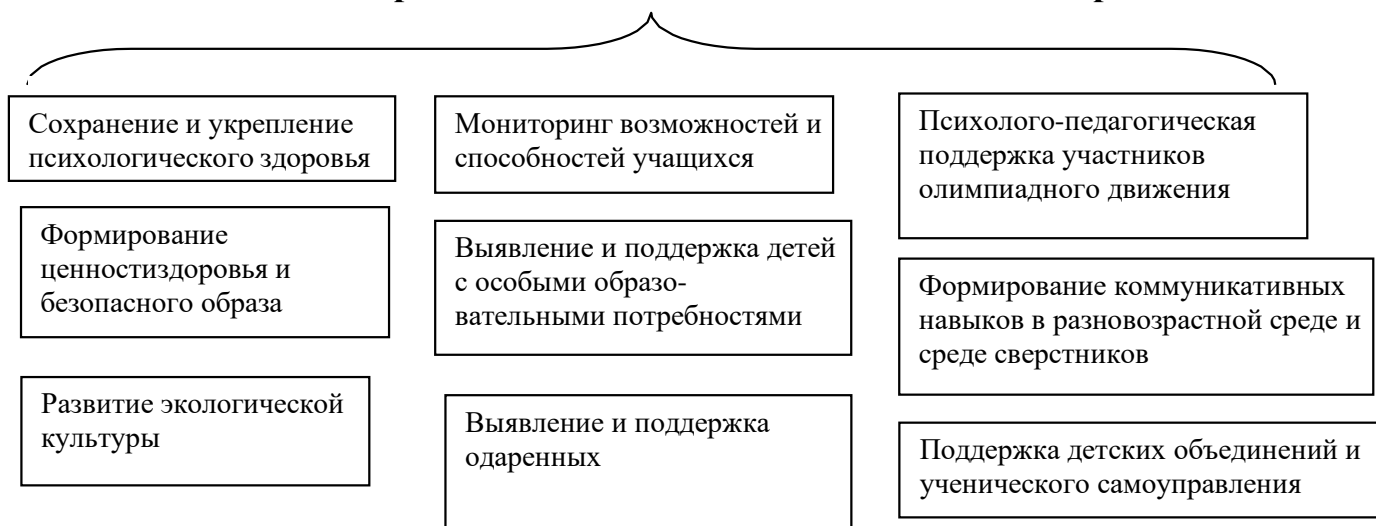 Сохранение и укрепление
психологического здоровья
Формирование
ценностиздоровья и
безопасного образа
Развитие экологической
культуры
Мониторинг возможностей и
способностей учащихся
Выявление и поддержка детей
с особыми образо-
вательными потребностями
Выявление и поддержка
одаренных
Психолого-педагогическая
поддержка участников
олимпиадного движения
Формирование коммуникативных
навыков в разновозрастной среде и
среде сверстников
Поддержка детских объединений и
ученического самоуправления